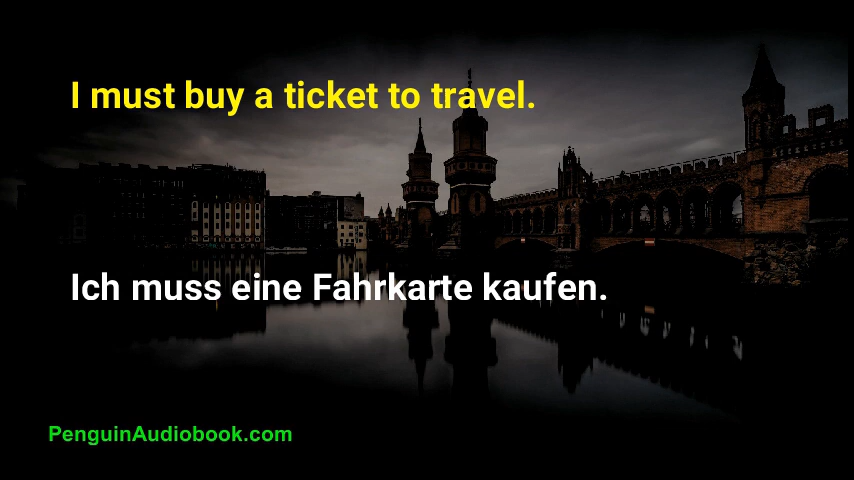 I must buy a ticket to travel.
Ich muss eine Fahrkarte kaufen.
PenguinAudiobook.com